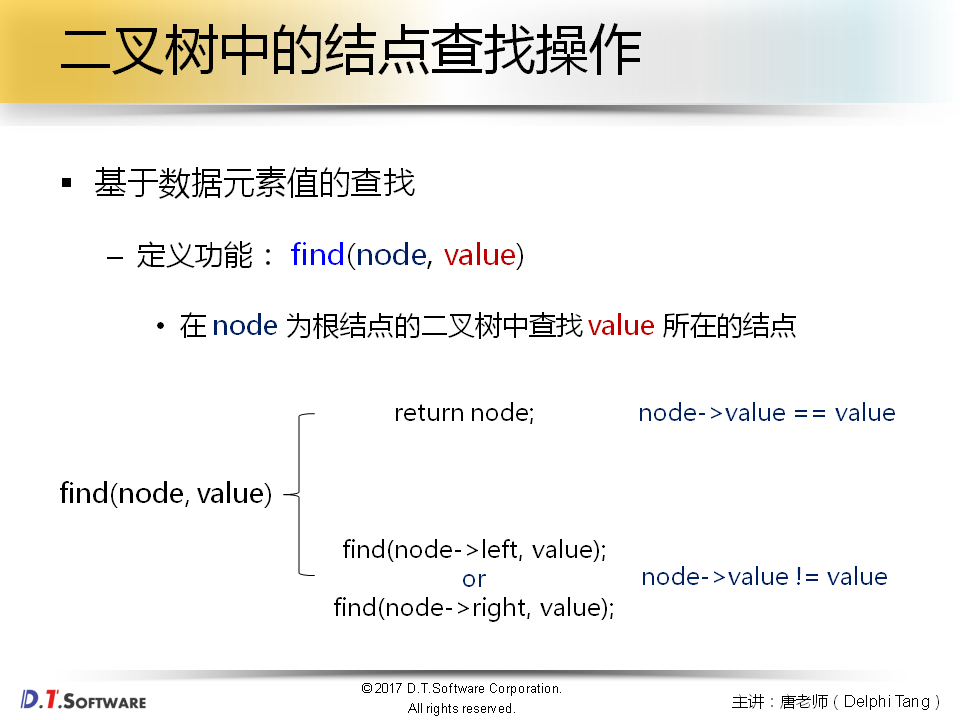 二叉树中的结点查找操作
▪ 基于数据元素值的查找
– 定义功能： find(node, value)
• 在 node 为根结点的二叉树中查找 value 所在的结点
return node; node->value == value
find(node, value)
find(node->left, value);
or node->value != value
find(node->right, value);
D.T.SOFTWARE
©2017 D.T.Software Corporation.
All rights reserved.
主讲：唐老师（Delphi Tang）